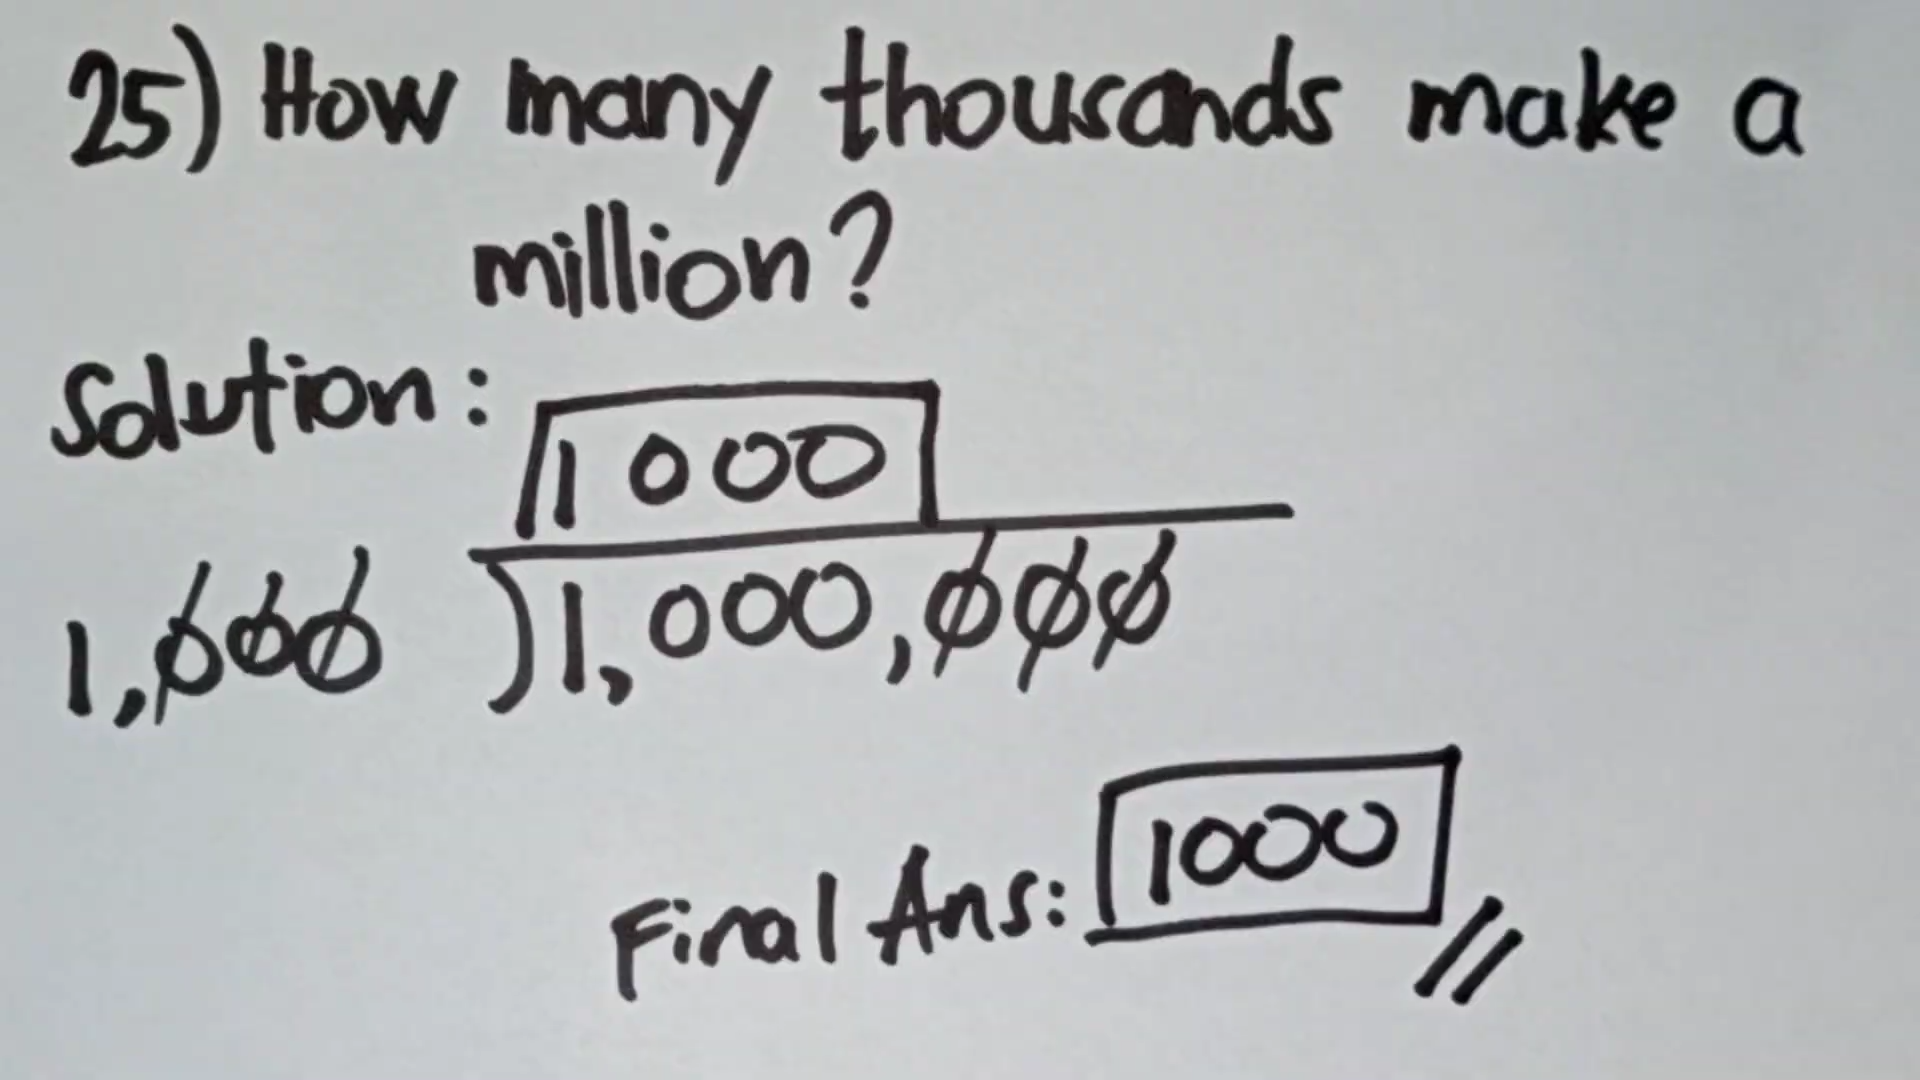 25) How many thousands make a
million?
Solution:
1000
1,000 ) 1,000,000
Final Ans: 1000